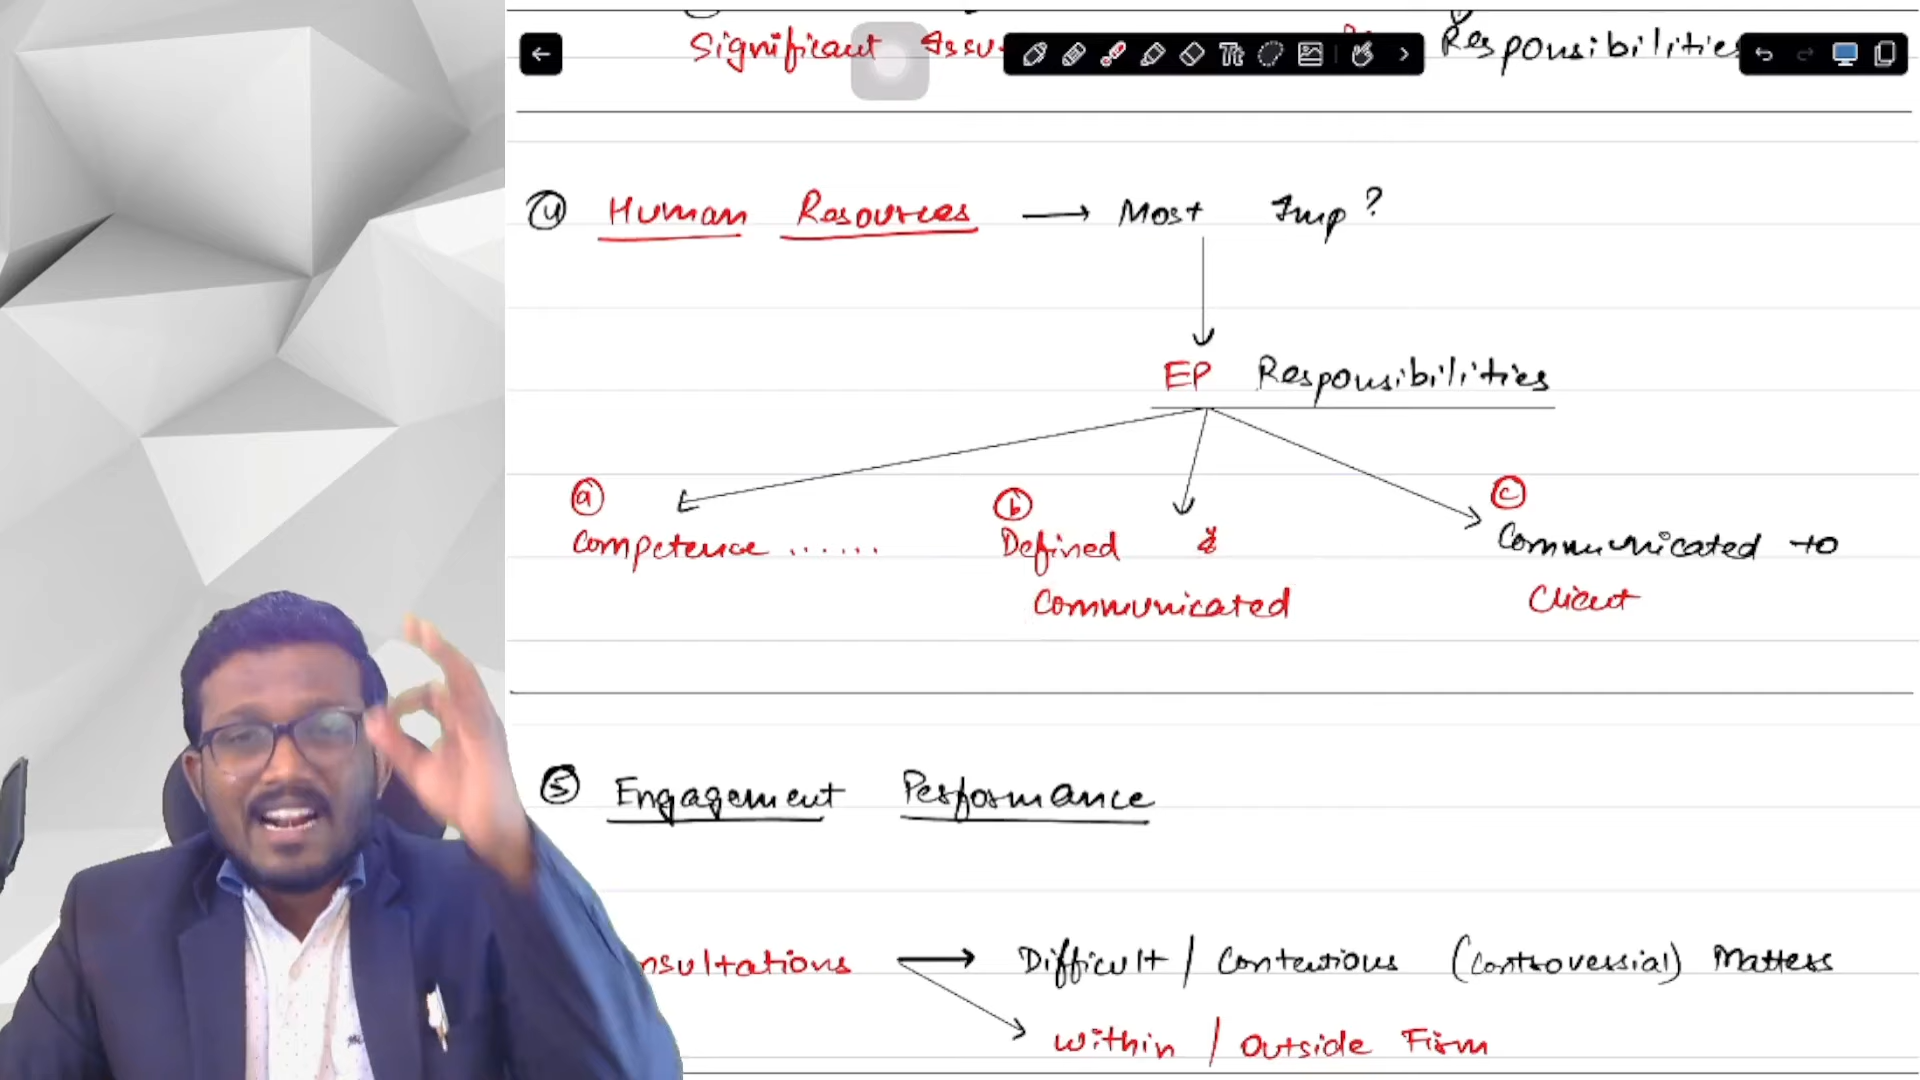 Significant Issu Responsibilities
④ Human Resources → Most Imp?
EP Responsibilities
ⓐ ⓑ ⓒ
Competence ...... Defined & Communicated to
Communicated Client
⑤ Engagement Performance
nsultations → Difficult / Contentious (Controversial) Matters
Within / Outside Firm